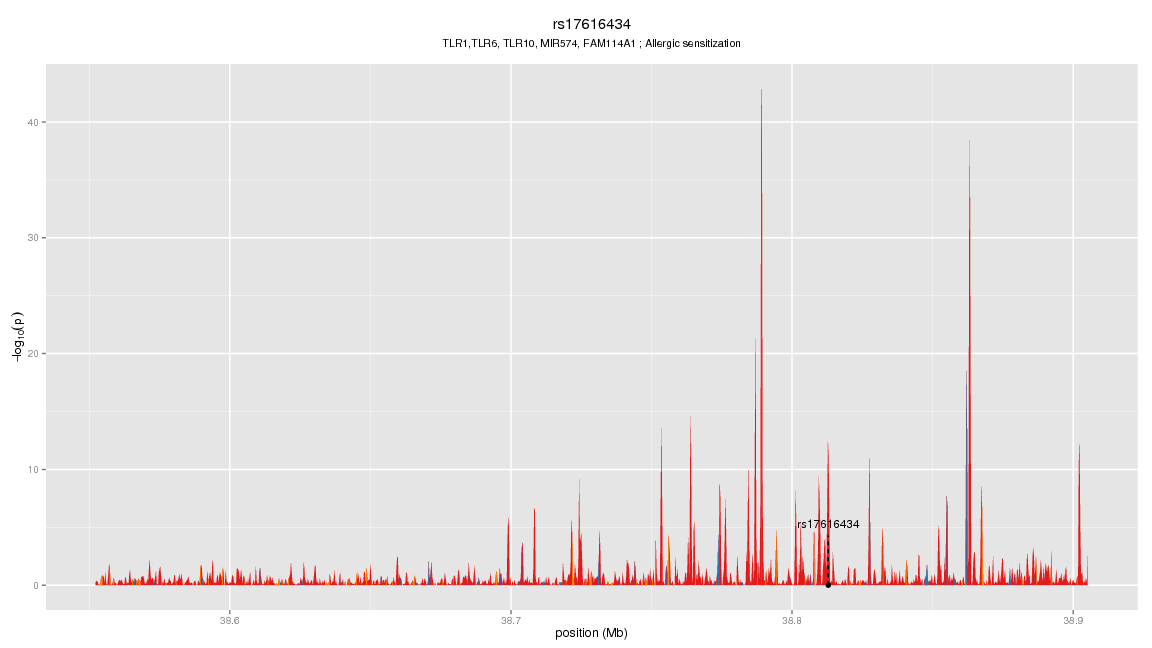 rs17616434
TLR1,TLR6, TLR10, MIR574, FAM114A1 ; Allergic sensitization
40
30
20
10
0
−log10(p)
rs17616434
38.6 38.7 38.8 38.9
position (Mb)